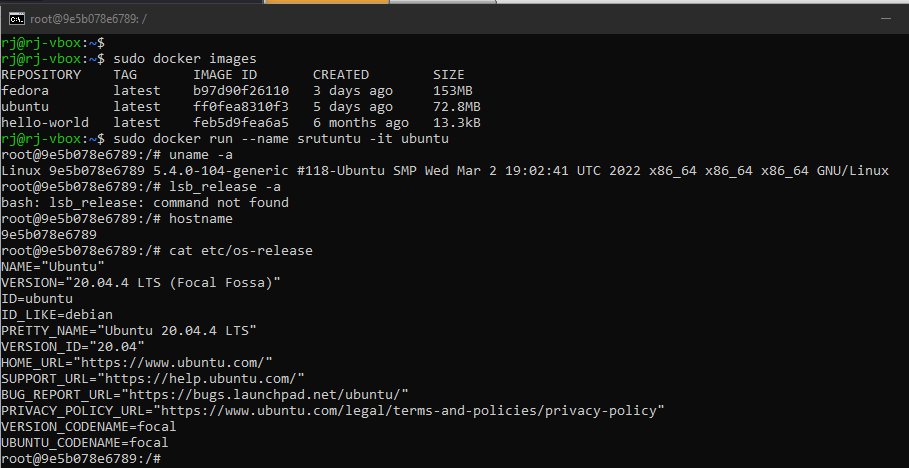 root@9e5b078e6789: /
rj@rj-vbox:~$
rj@rj-vbox:~$ sudo docker images
REPOSITORY    TAG       IMAGE ID       CREATED        SIZE
fedora        latest    b97d90f26110   3 days ago     153MB
ubuntu        latest    ff0fea8310f3   5 days ago     72.8MB
hello-world   latest    feb5d9fea6a5   6 months ago   13.3kB
rj@rj-vbox:~$ sudo docker run --name srutuntu -it ubuntu
root@9e5b078e6789:/# uname -a
Linux 9e5b078e6789 5.4.0-104-generic #118-Ubuntu SMP Wed Mar 2 19:02:41 UTC 2022 x86_64 x86_64 x86_64 GNU/Linux
root@9e5b078e6789:/# lsb_release -a
bash: lsb_release: command not found
root@9e5b078e6789:/# hostname
9e5b078e6789
root@9e5b078e6789:/# cat etc/os-release
NAME="Ubuntu"
VERSION="20.04.4 LTS (Focal Fossa)"
ID=ubuntu
ID_LIKE=debian
PRETTY_NAME="Ubuntu 20.04.4 LTS"
VERSION_ID="20.04"
HOME_URL="https://www.ubuntu.com/"
SUPPORT_URL="https://help.ubuntu.com/"
BUG_REPORT_URL="https://bugs.launchpad.net/ubuntu/"
PRIVACY_POLICY_URL="https://www.ubuntu.com/legal/terms-and-policies/privacy-policy"
VERSION_CODENAME=focal
UBUNTU_CODENAME=focal
root@9e5b078e6789:/#